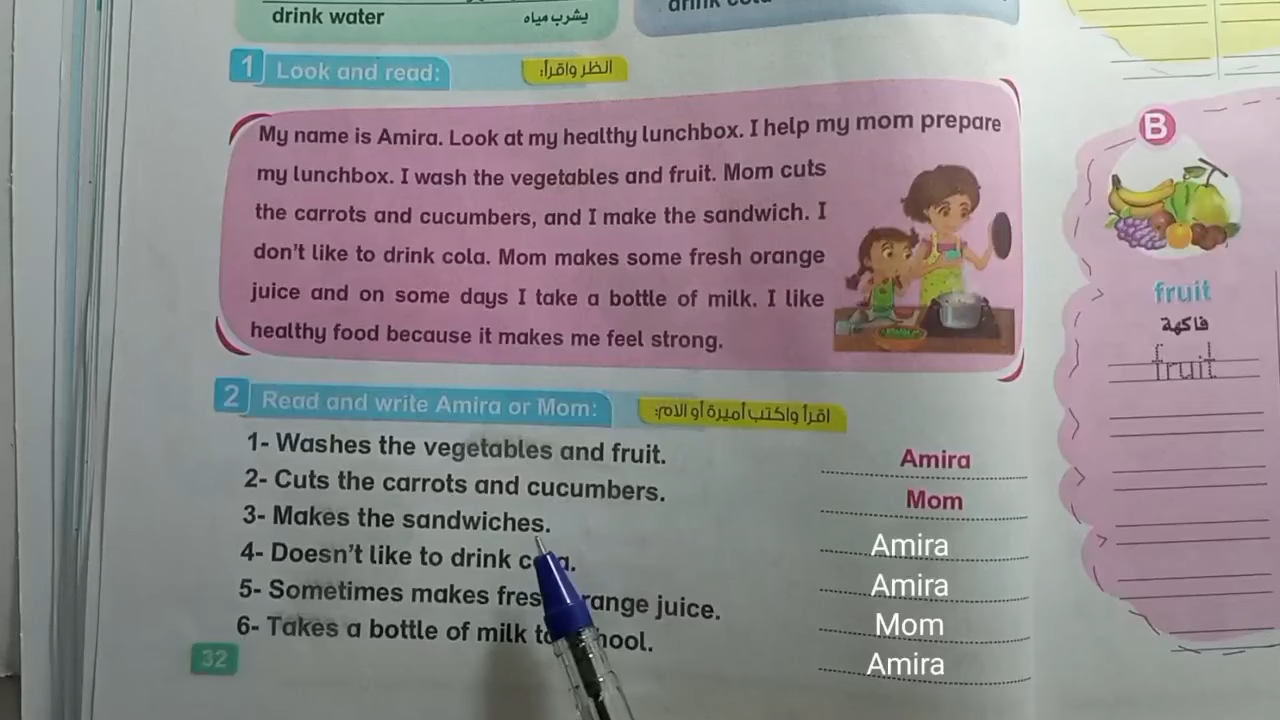 drink water
يشرب مياه
drink
1 Look and read:
انظر واقرأ:
My name is Amira. Look at my healthy lunchbox. I help my mom prepare
my lunchbox. I wash the vegetables and fruit. Mom cuts
the carrots and cucumbers, and I make the sandwich. I
don't like to drink cola. Mom makes some fresh orange
juice and on some days I take a bottle of milk. I like
healthy food because it makes me feel strong.
2 Read and write Amira or Mom:
اقرأ واكتب أميرة أو الام:
1- Washes the vegetables and fruit. Amira
2- Cuts the carrots and cucumbers. Mom
3- Makes the sandwiches. Amira
4- Doesn't like to drink Amira
5- Sometimes makes juice. Mom
6- Takes a bottle of milk Amira
32
B
fruit
فاكهة
fruit